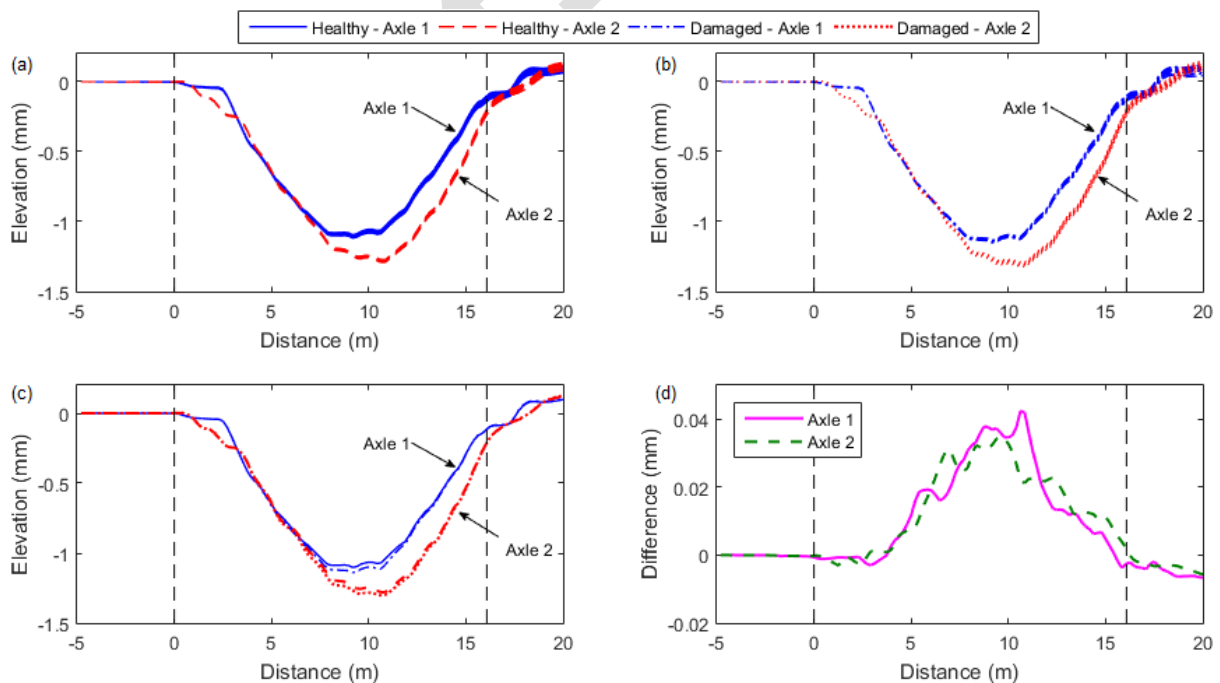 Healthy - Axle 1 Healthy - Axle 2 Damaged - Axle 1 Damaged - Axle 2
(a)
0
-0.5
-1
-1.5
Elevation (mm)
Axle 1
Axle 2
-5 0 5 10 15 20
Distance (m)
(b)
0
-0.5
-1
-1.5
Elevation (mm)
Axle 1
Axle 2
-5 0 5 10 15 20
Distance (m)
(c)
0
-0.5
-1
-1.5
Elevation (mm)
Axle 1
Axle 2
-5 0 5 10 15 20
Distance (m)
(d)
0.04
0.02
0
-0.02
Difference (mm)
Axle 1
Axle 2
-5 0 5 10 15 20
Distance (m)